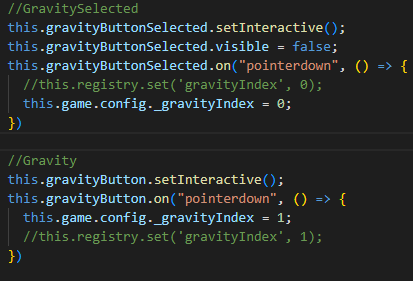 //GravitySelected
this.gravityButtonSelected.setInteractive();
this.gravityButtonSelected.visible = false;
this.gravityButtonSelected.on("pointerdown", () => {
  //this.registry.set('gravityIndex', 0);
  this.game.config._gravityIndex = 0;
})

//Gravity
this.gravityButton.setInteractive();
this.gravityButton.on("pointerdown", () => {
  this.game.config._gravityIndex = 1;
  //this.registry.set('gravityIndex', 1);
})